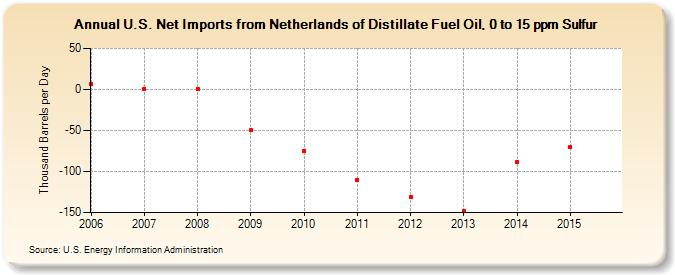 Annual U.S. Net Imports from Netherlands of Distillate Fuel Oil, 0 to 15 ppm Sulfur
Thousand Barrels per Day
50
0
-50
-100
-150
2006 2007 2008 2009 2010 2011 2012 2013 2014 2015
Source: U.S. Energy Information Administration